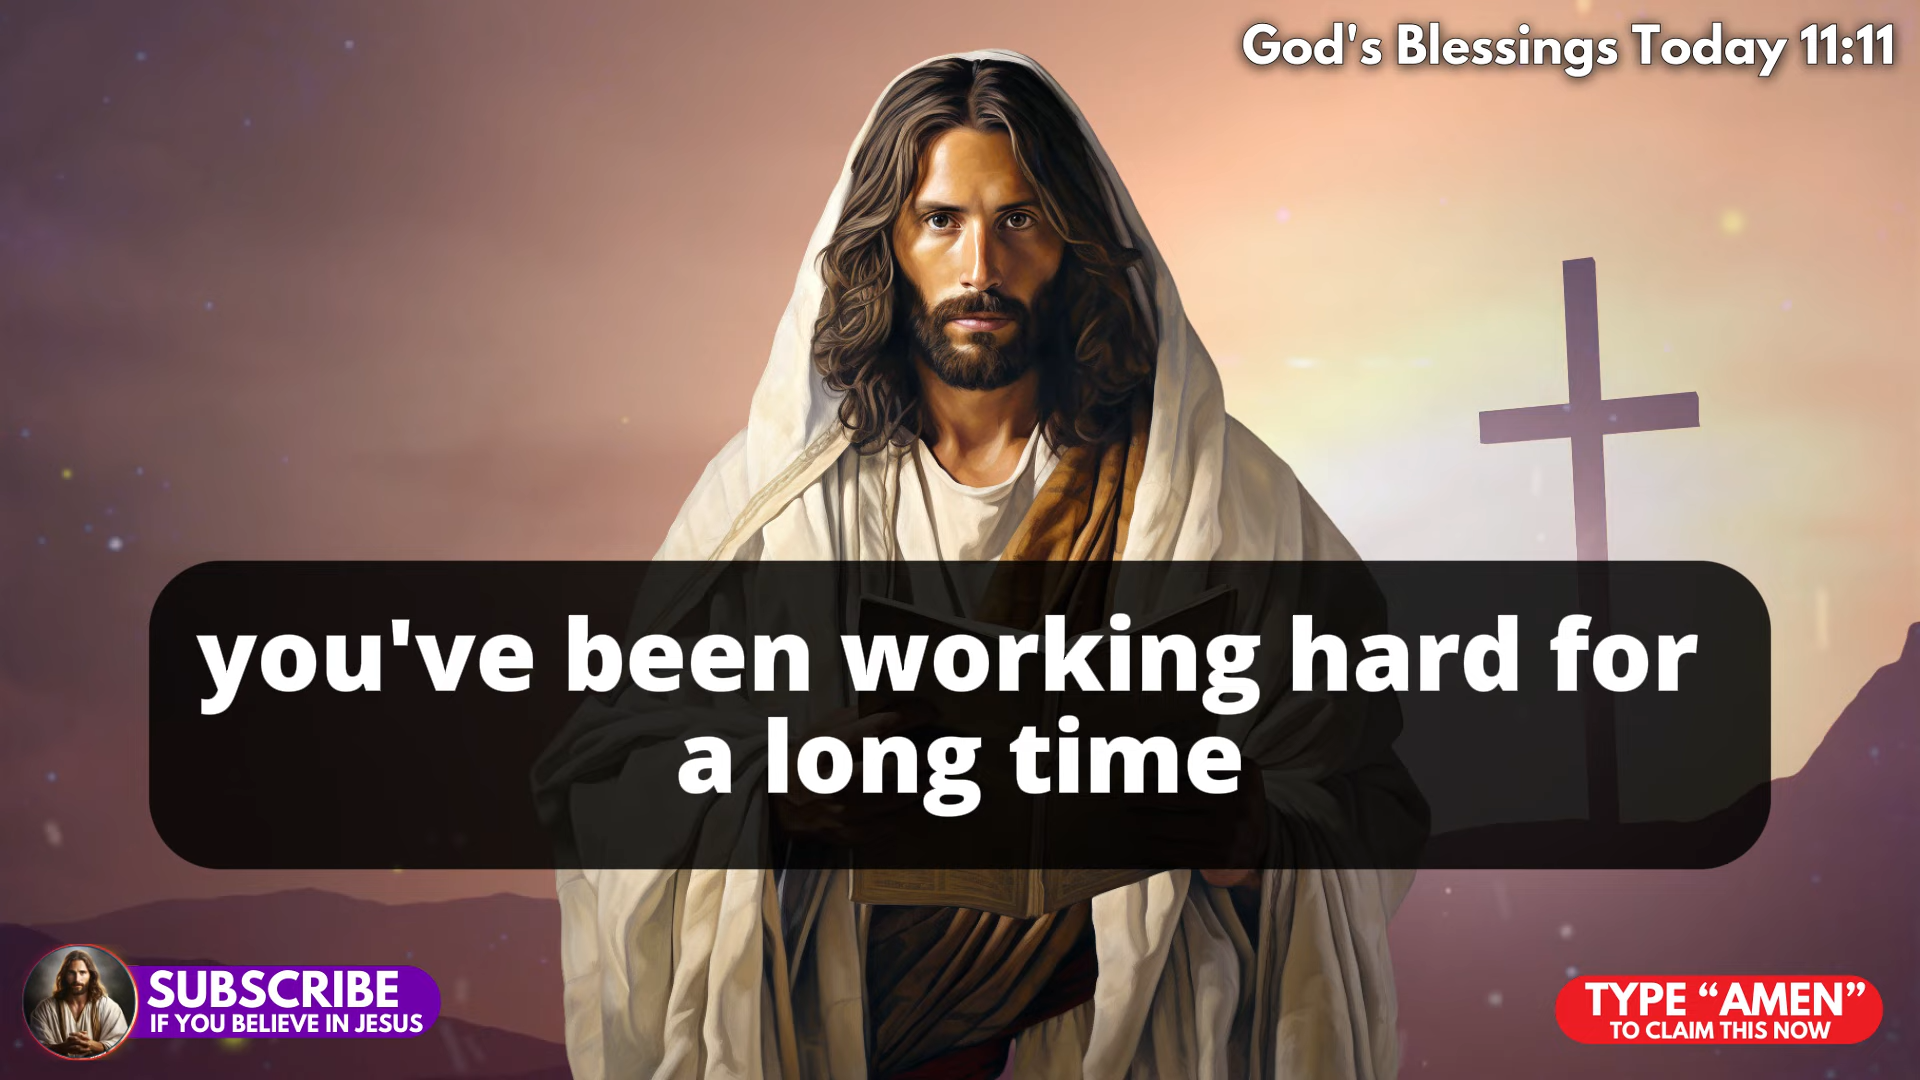 God's Blessings Today 11:11
you've been working hard for
a long time
SUBSCRIBE
IF YOU BELIEVE IN JESUS
TYPE “AMEN”
TO CLAIM THIS NOW